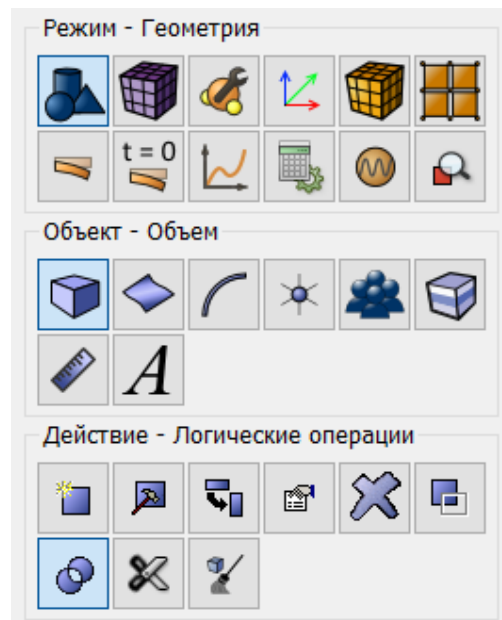 Режим - Геометрия
t = 0
Объект - Объем
A
Действие - Логические операции